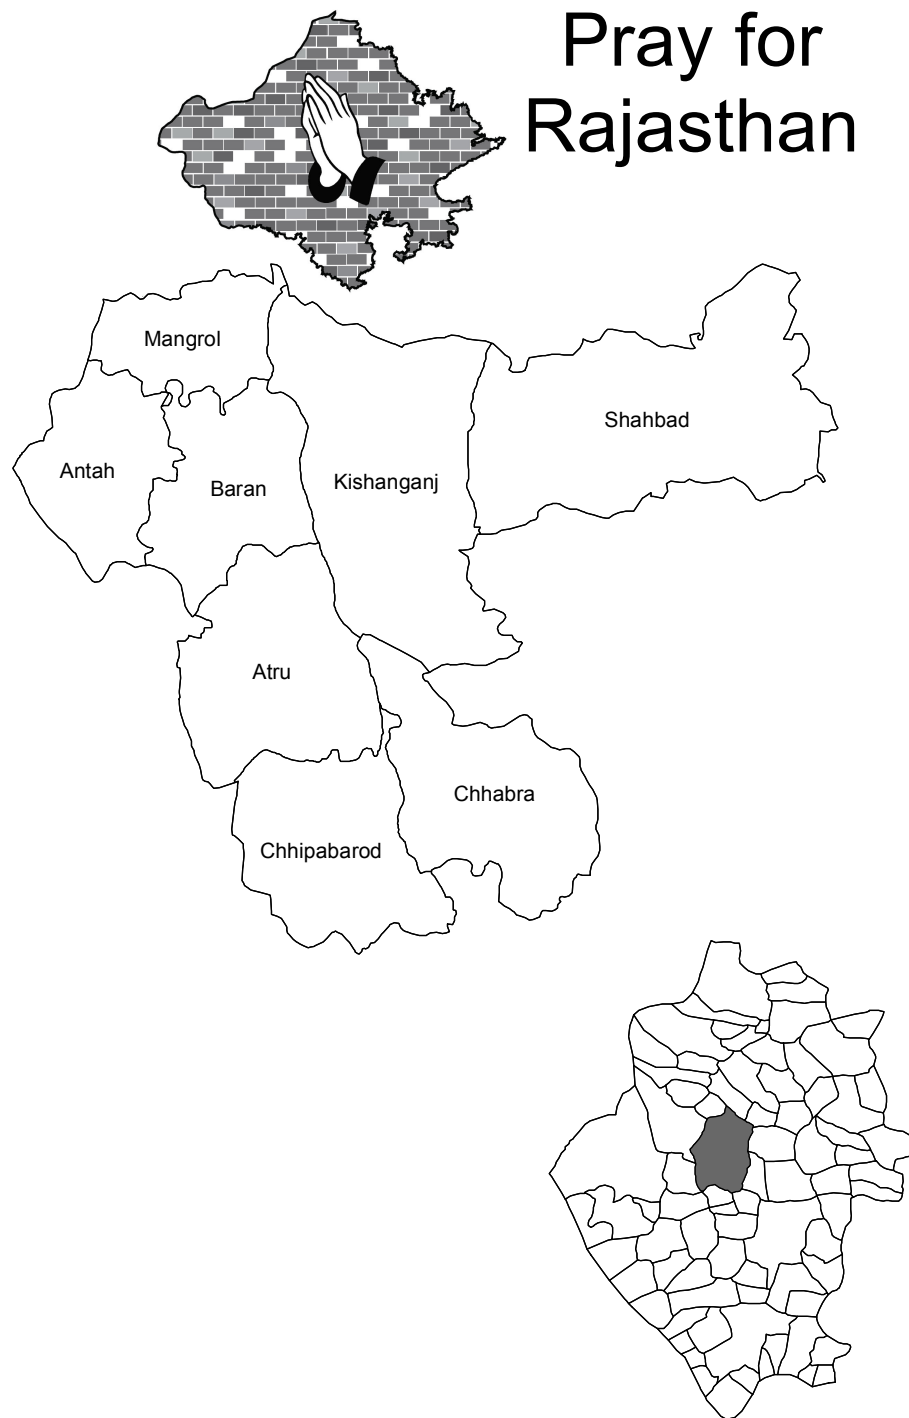 Pray for
Rajasthan
Mangrol
Shahbad
Antah
Baran
Kishanganj
Atru
Chhabra
Chhipabarod